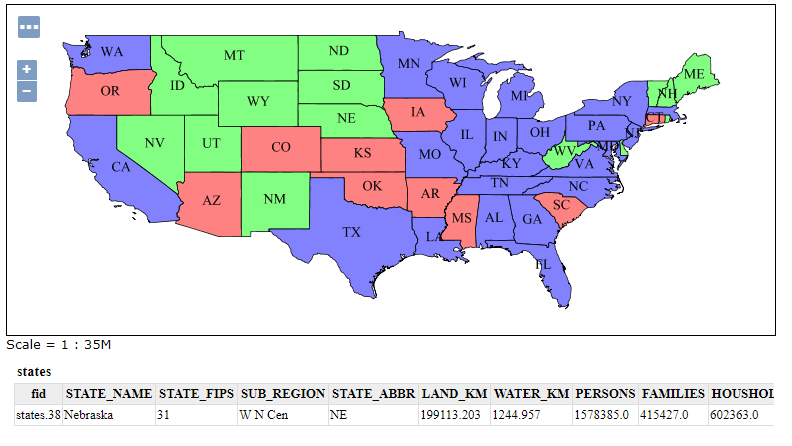 ...
+
−
WA
MT
ND
MN
OR
ID
SD
WI
MI
ME
NH
WY
NE
IA
NY
CT
NV
UT
CO
KS
MO
IL
IN
OH
PA
NJ
MD
WV
VA
KY
CA
AZ
NM
OK
AR
TN
NC
SC
TX
LA
MS
AL
GA
FL
Scale = 1 : 35M
states
fid STATE_NAME STATE_FIPS SUB_REGION STATE_ABBR LAND_KM WATER_KM PERSONS FAMILIES HOUSHOL
states.38 Nebraska 31 W N Cen NE 199113.203 1244.957 1578385.0 415427.0 602363.0